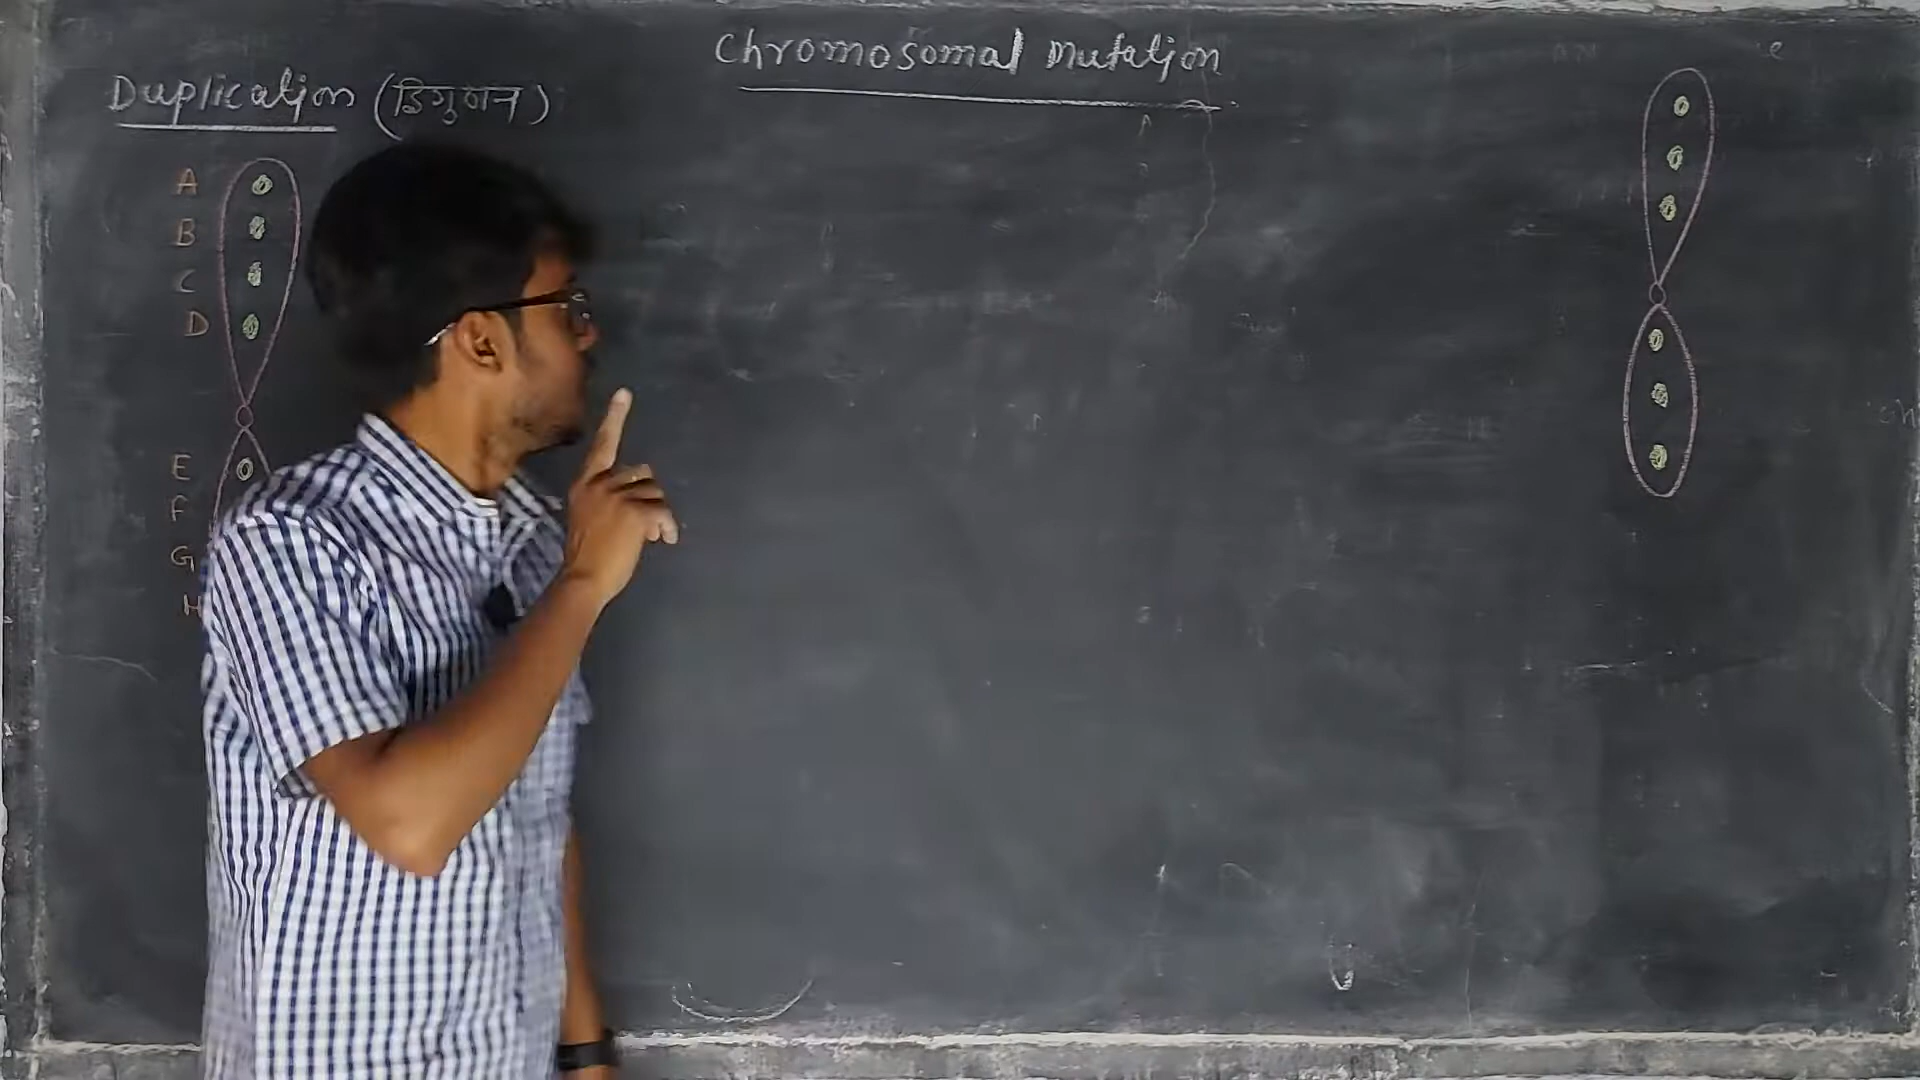 Chromosomal Mutation
Duplication (डिगुणन)
A
B
C
D
E
F
G
H